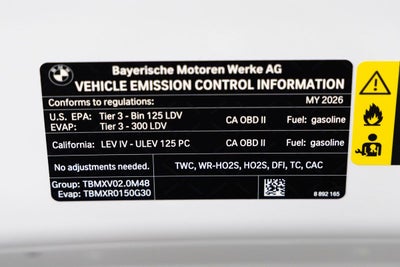 BMW
Bayerische Motoren Werke AG
VEHICLE EMISSION CONTROL INFORMATION
Conforms to regulations: MY 2026
U.S. EPA: Tier 3 - Bin 125 LDV CA OBD II Fuel: gasoline
EVAP: Tier 3 - 300 LDV
California: LEV IV - ULEV 125 PC CA OBD II Fuel: gasoline
No adjustments needed. TWC, WR-HO2S, HO2S, DFI, TC, CAC
Group: TBMXV02.0M48
Evap: TBMXR0150G30 8 892 165